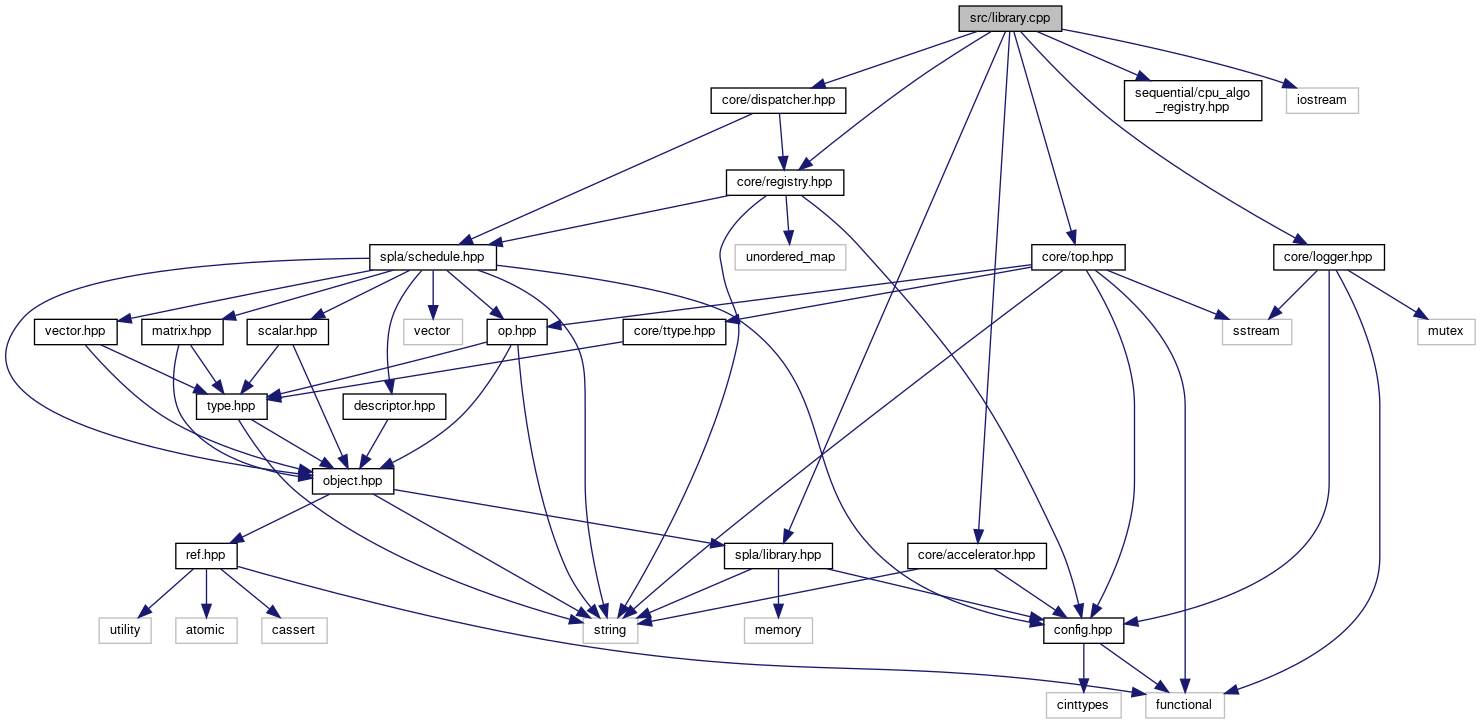 src/library.cpp
core/dispatcher.hpp
sequential/cpu_algo
_registry.hpp
iostream
core/registry.hpp
spla/schedule.hpp
unordered_map
core/top.hpp
core/logger.hpp
vector.hpp
matrix.hpp
scalar.hpp
vector
op.hpp
core/ttype.hpp
sstream
mutex
type.hpp
descriptor.hpp
object.hpp
ref.hpp
spla/library.hpp
core/accelerator.hpp
utility
atomic
cassert
string
memory
config.hpp
cinttypes
functional